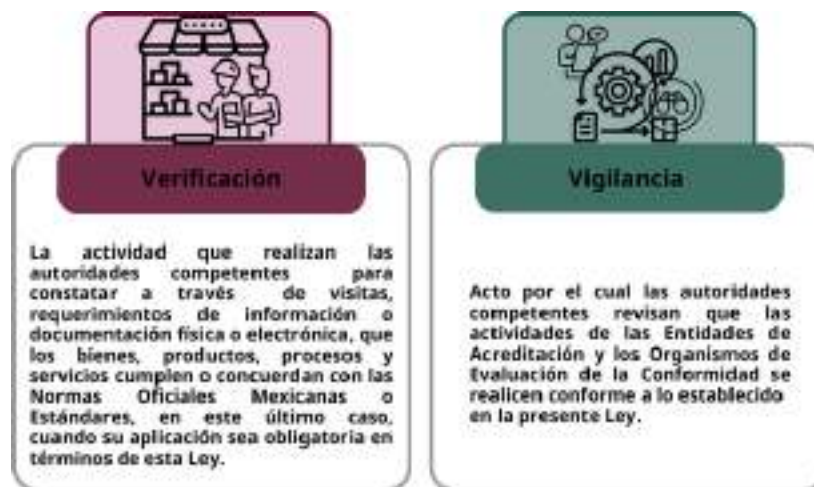 Verificación
La actividad que realizan las
autoridades competentes para
constatar a través de visitas,
requerimientos de información o
documentación física o electrónica, que
los bienes, productos, procesos y
servicios cumplen o concuerdan con las
Normas Oficiales Mexicanas o
Estándares, en este último caso,
cuando su aplicación sea obligatoria en
términos de esta Ley.
Vigilancia
Acto por el cual las autoridades
competentes revisan que las
actividades de las Entidades de
Acreditación y los Organismos de
Evaluación de la Conformidad se
realicen conforme a lo establecido
en la presente Ley.